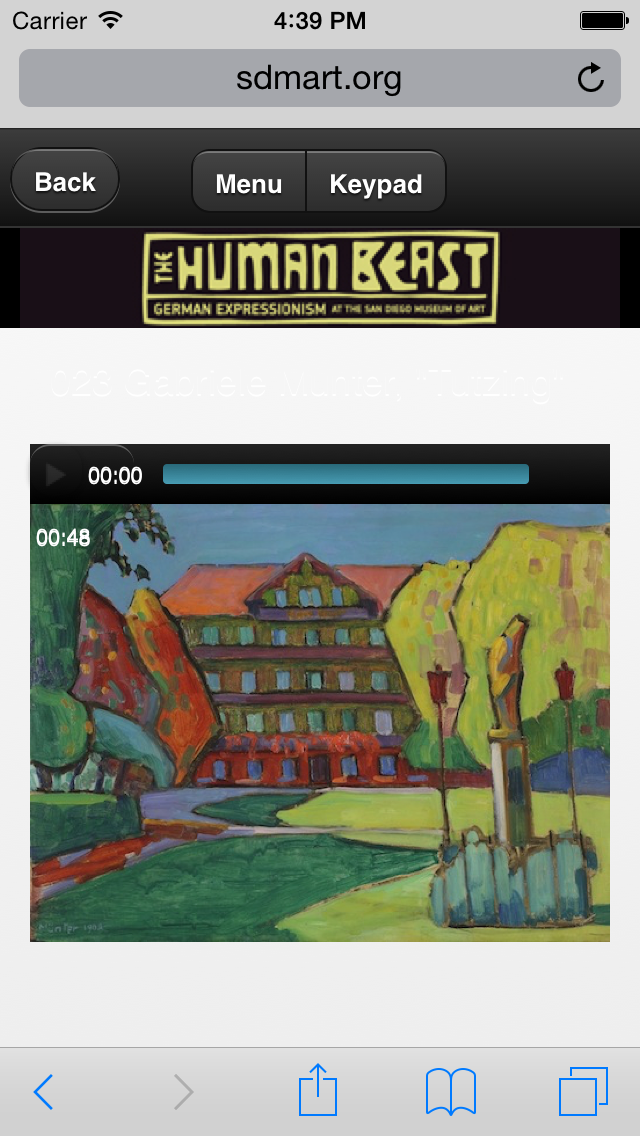 Carrier 4:39 PM
sdmart.org
Back Menu Keypad
THE HUMAN BEAST
GERMAN EXPRESSIONISM AT THE SAN DIEGO MUSEUM OF ART
023 Gabriele Munter, "Tutzing"
00:00
00:48
Münter 1908